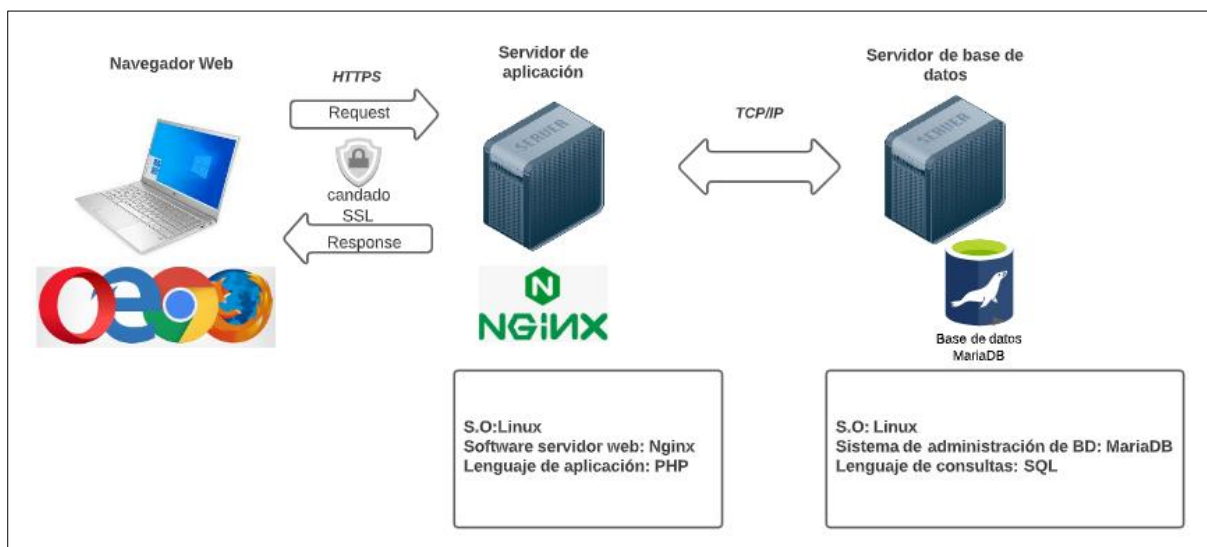 Navegador Web
HTTPS
Request
candado
SSL
Response
Servidor de
aplicación
SERVER
NGINX
S.O:Linux
Software servidor web: Nginx
Lenguaje de aplicación: PHP
TCP/IP
Servidor de base de
datos
SERVER
Base de datos
MariaDB
S.O: Linux
Sistema de administración de BD: MariaDB
Lenguaje de consultas: SQL